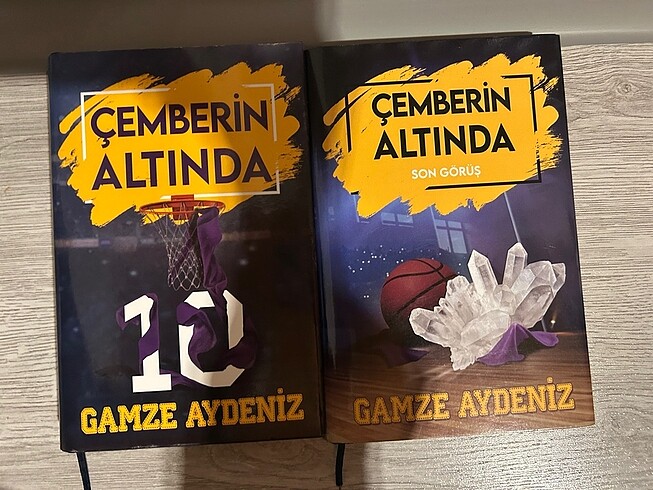 ÇEMBERİN
ALTINDA
10
GAMZE AYDENİZ
ÇEMBERİN
ALTINDA
SON GÖRÜŞ
GAMZE AYDENİZ